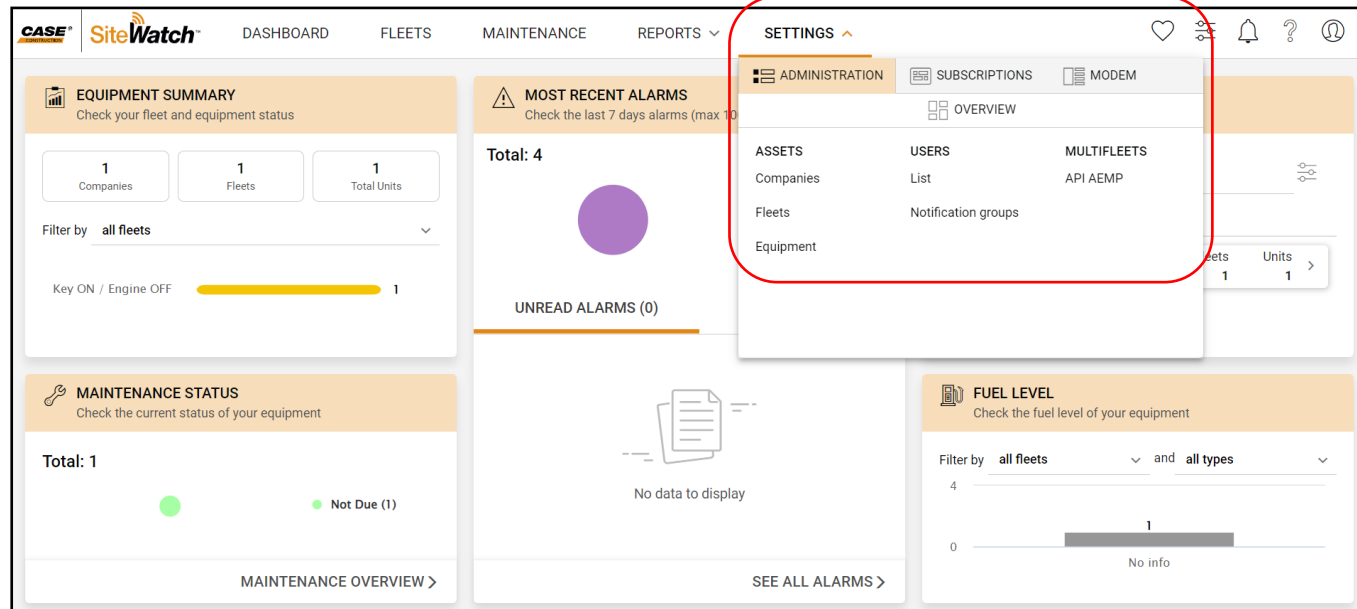 CASE®
CONSTRUCTION
SiteWatch™
DASHBOARD
FLEETS
MAINTENANCE
REPORTS
SETTINGS
ADMINISTRATION
SUBSCRIPTIONS
MODEM
OVERVIEW
ASSETS
Companies
Fleets
Equipment
USERS
List
Notification groups
MULTIFLEETS
API AEMP
EQUIPMENT SUMMARY
Check your fleet and equipment status
1
Companies
1
Fleets
1
Total Units
Filter by all fleets
Key ON / Engine OFF 1
MOST RECENT ALARMS
Check the last 7 days alarms (max
Total: 4
UNREAD ALARMS (0)
No data to display
SEE ALL ALARMS
Units
1
1
MAINTENANCE STATUS
Check the current status of your equipment
Total: 1
Not Due (1)
MAINTENANCE OVERVIEW
FUEL LEVEL
Check the fuel level of your equipment
Filter by all fleets and all types
4
1
0
No info